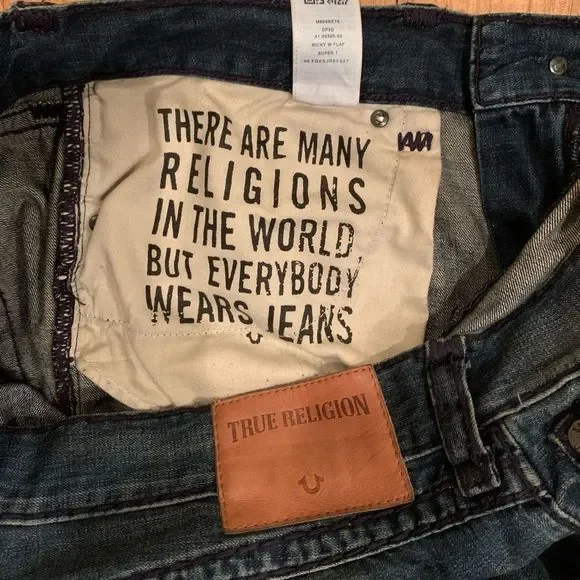 RICKY W FLAP
SUPER T
THERE ARE MANY
RELIGIONS
IN THE WORLD,
BUT EVERYBODY
WEARS JEANS
TRUE RELIGION